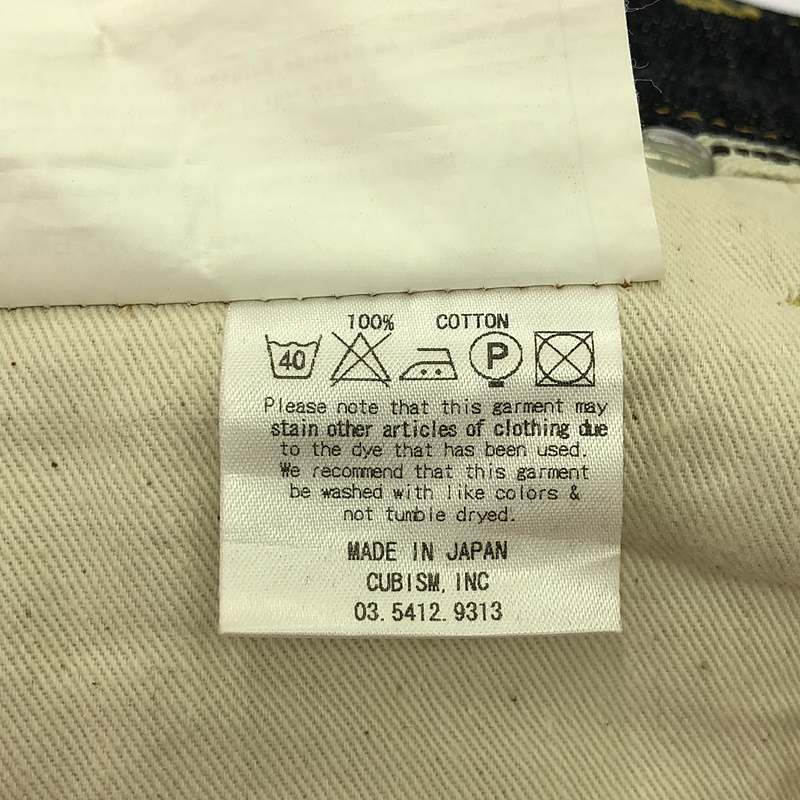 100% COTTON
40 P
Please note that this garment may
stain other articles of clothing due
to the dye that has been used.
We recommend that this garment
be washed with like colors &
not tumble dryed.
MADE IN JAPAN
CUBISM, INC
03. 5412. 9313